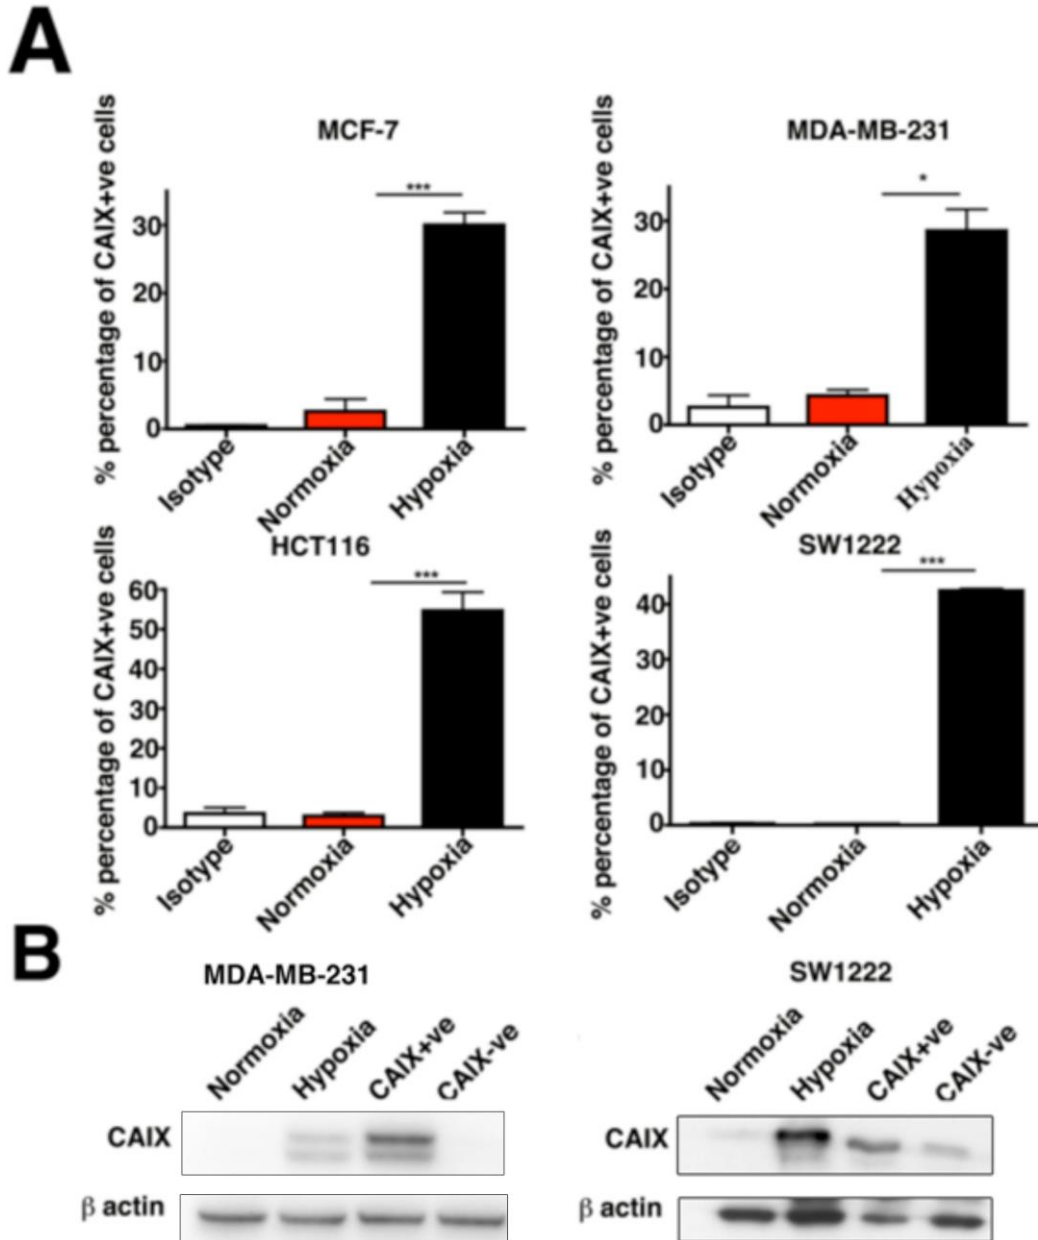 A
MCF-7
% percentage of CAIX+ve cells
30
20
10
0
***
Isotype
Normoxia
Hypoxia
MDA-MB-231
% percentage of CAIX+ve cells
30
20
10
0
*
Isotype
Normoxia
Hypoxia
HCT116
% percentage of CAIX+ve cells
60
50
40
30
20
10
0
***
Isotype
Normoxia
Hypoxia
SW1222
% percentage of CAIX+ve cells
40
30
20
10
0
***
Isotype
Normoxia
Hypoxia
B
MDA-MB-231
Normoxia
Hypoxia
CAIX+ve
CAIX-ve
CAIX
β actin
SW1222
Normoxia
Hypoxia
CAIX+ve
CAIX-ve
CAIX
β actin